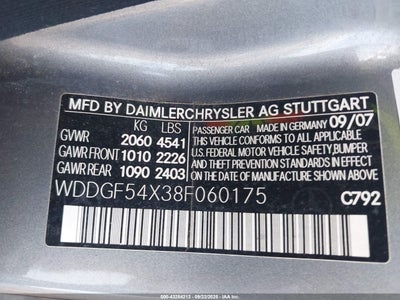 MFD BY DAIMLERCHRYSLER AG STUTTGART
KG LBS
GVWR 2060 4541
GAWR FRONT 1010 2226
GAWR REAR 1090 2403
PASSENGER CAR MADE IN GERMANY 09/07
THIS VEHICLE CONFORMS TO ALL APPLICABLE
U.S. FEDERAL MOTOR VEHICLE SAFETY, BUMPER,
AND THEFT PREVENTION STANDARDS IN EFFECT
ON THE DATE OF MANUFACTURE SHOWN ABOVE.
WDDGF54X38F060175
C792